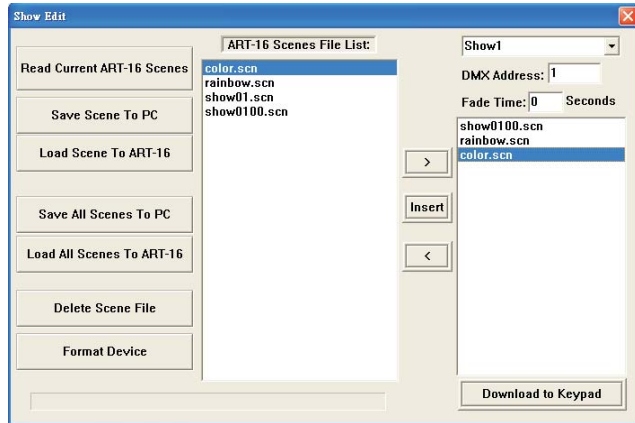 Show Edit
Read Current ART-16 Scenes
Save Scene To PC
Load Scene To ART-16
Save All Scenes To PC
Load All Scenes To ART-16
Delete Scene File
Format Device
ART-16 Scenes File List:
color.scn
rainbow.scn
show01.scn
show0100.scn
>
Insert
<
Show1
DMX Address: 1
Fade Time: 0 Seconds
show0100.scn
rainbow.scn
color.scn
Download to Keypad